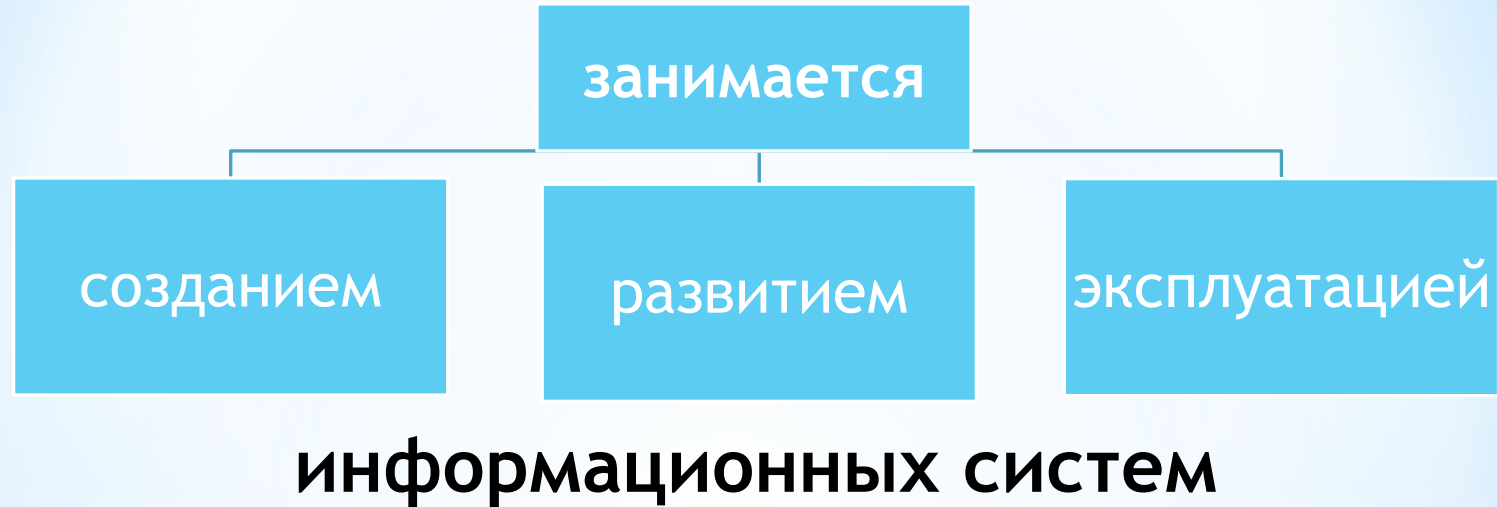 занимается
созданием
развитием
эксплуатацией
информационных систем